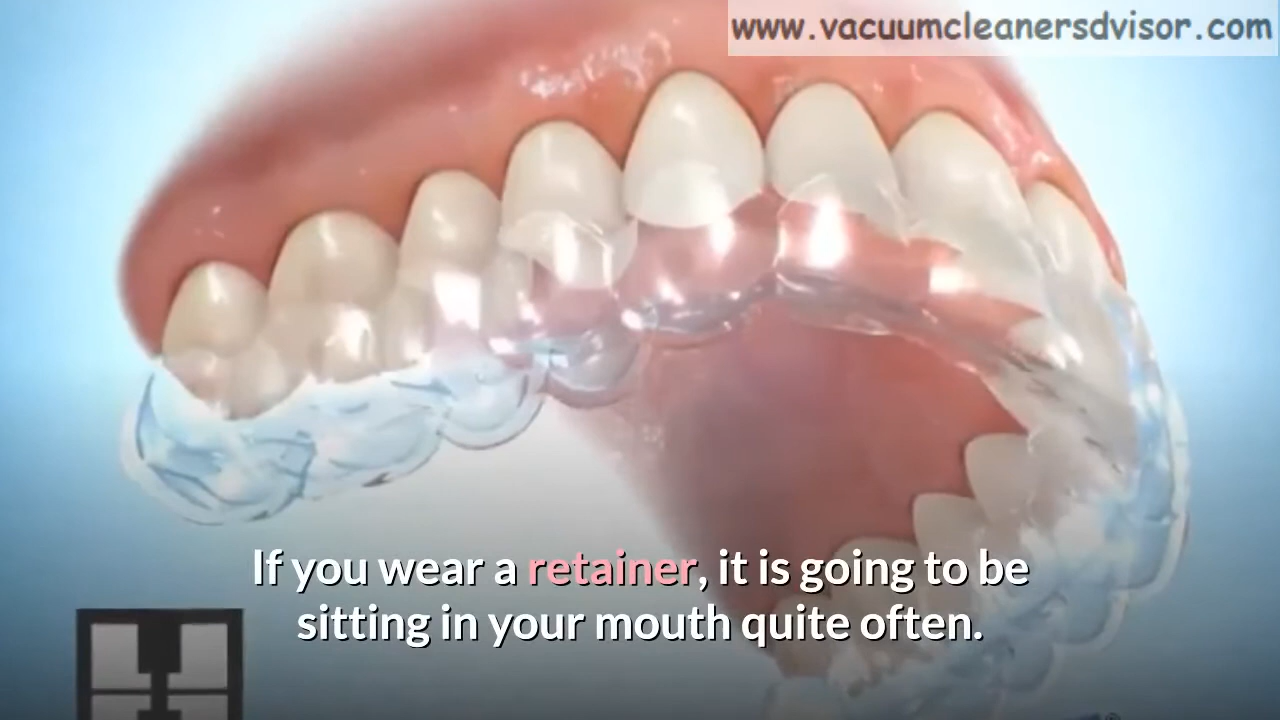 www.vacuumcleanersdvisor.com
If you wear a retainer, it is going to be
sitting in your mouth quite often.